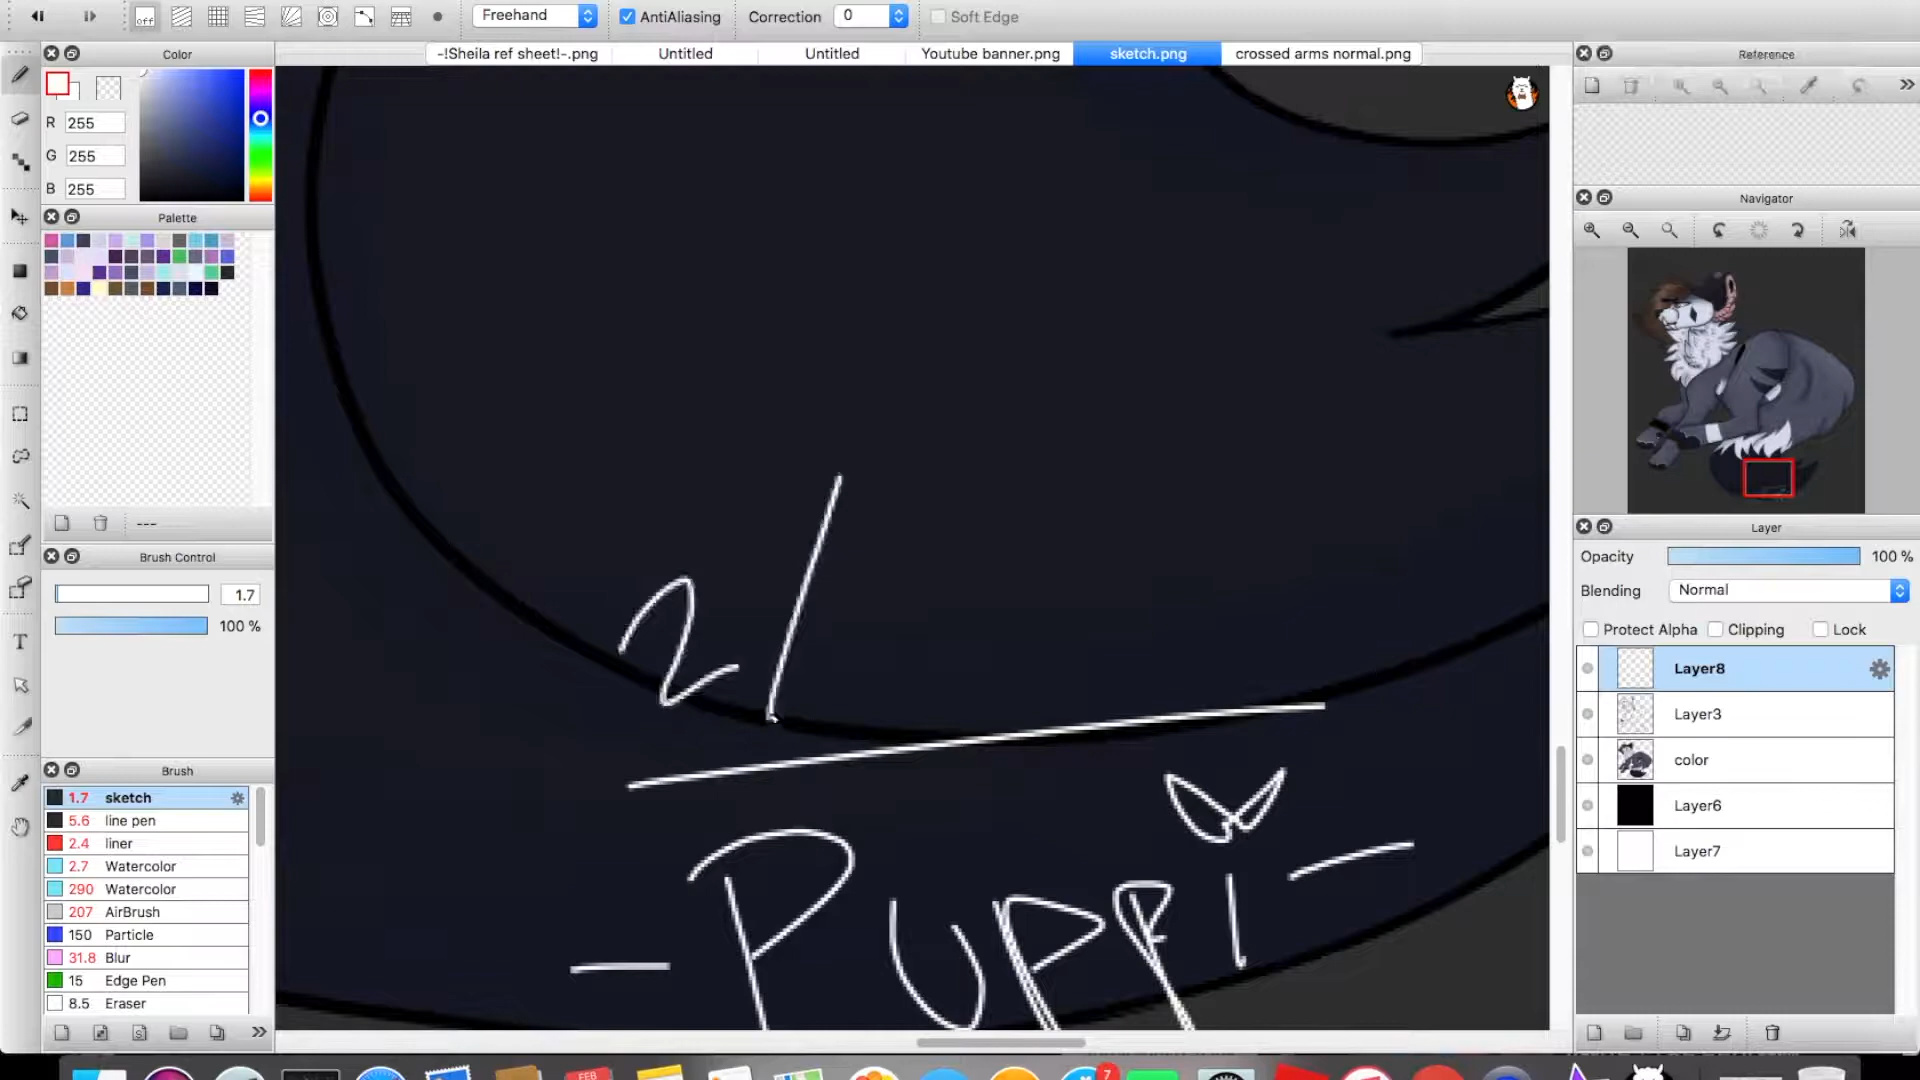 off Freehand AntiAliasing Correction 0 Soft Edge
Color -!Sheila ref sheet!-.png Untitled Untitled Youtube banner.png sketch.png crossed arms normal.png Reference
R 255
G 255
B 255
Palette
Navigator
---
Brush Control
1.7
100 %
Brush
1.7 sketch
5.6 line pen
2.4 liner
2.7 Watercolor
290 Watercolor
207 AirBrush
150 Particle
31.8 Blur
15 Edge Pen
8.5 Eraser
2/
-PUPPi-
Layer
Opacity 100 %
Blending Normal
Protect Alpha Clipping Lock
Layer8
Layer3
color
Layer6
Layer7
FEB
7